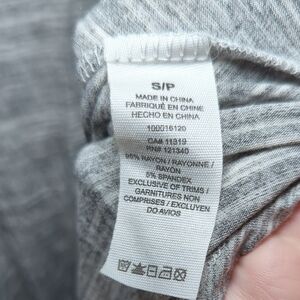 S/P
MADE IN CHINA
FABRIQUÉ EN CHINE
HECHO EN CHINA
100016120
CA# 11319
RN# 121340
95% RAYON / RAYONNE /
RAYON
5% SPANDEX
EXCLUSIVE OF TRIMS /
GARNITURES NON
COMPRISES / EXCLUYEN
DO AVIOS